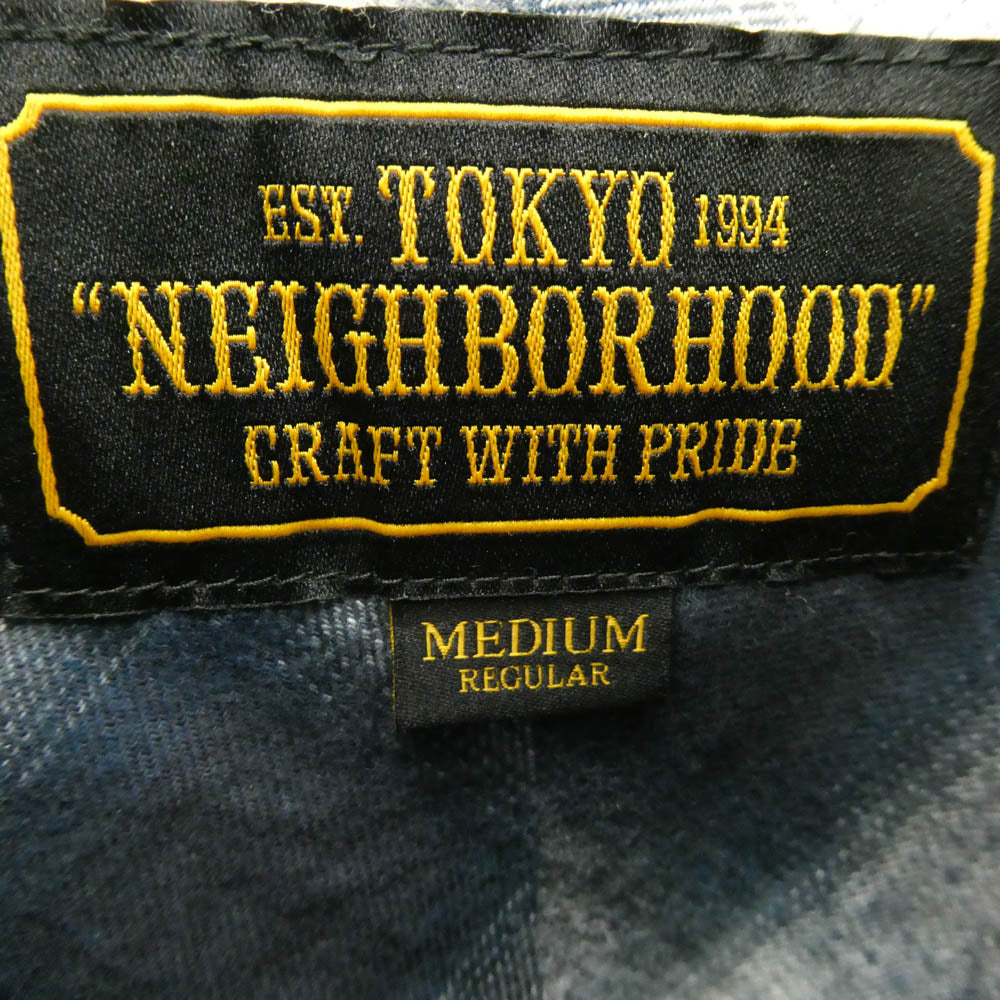 EST. TOKYO 1994
“NEIGHBORHOOD”
CRAFT WITH PRIDE
MEDIUM
REGULAR